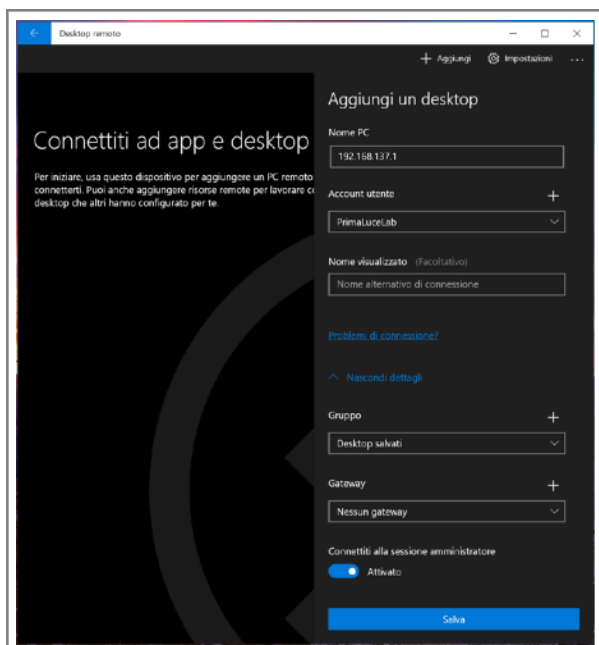 Desktop remoto
Aggiungi Impostazioni ...
Connettiti ad app e desktop
Per iniziare, usa questo dispositivo per aggiungere un PC remoto
connetterti. Puoi anche aggiungere risorse remote per lavorare co
desktop che altri hanno configurato per te.
Aggiungi un desktop
Nome PC
192.168.137.1
Account utente
PrimaLuceLab
Nome visualizzato (Facoltativo)
Nome alternativo di connessione
Problemi di connessione?
Nascondi dettagli
Gruppo
Desktop salvati
Gateway
Nessun gateway
Connettiti alla sessione amministratore
Attivato
Salva